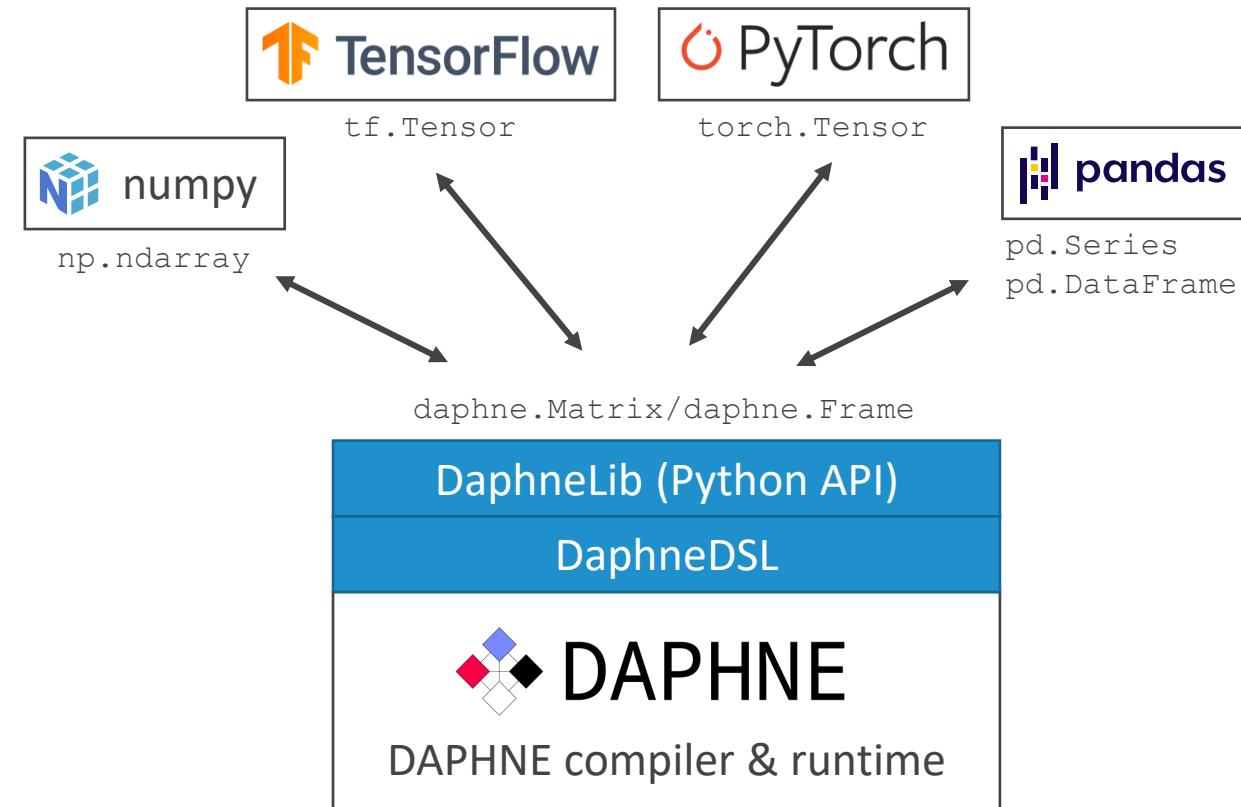 TensorFlow
PyTorch
tf.Tensor
torch.Tensor
numpy
pandas
np.ndarray
pd.Series
pd.DataFrame
daphne.Matrix/daphne.Frame
DaphneLib (Python API)
DaphneDSL
DAPHNE
DAPHNE compiler & runtime